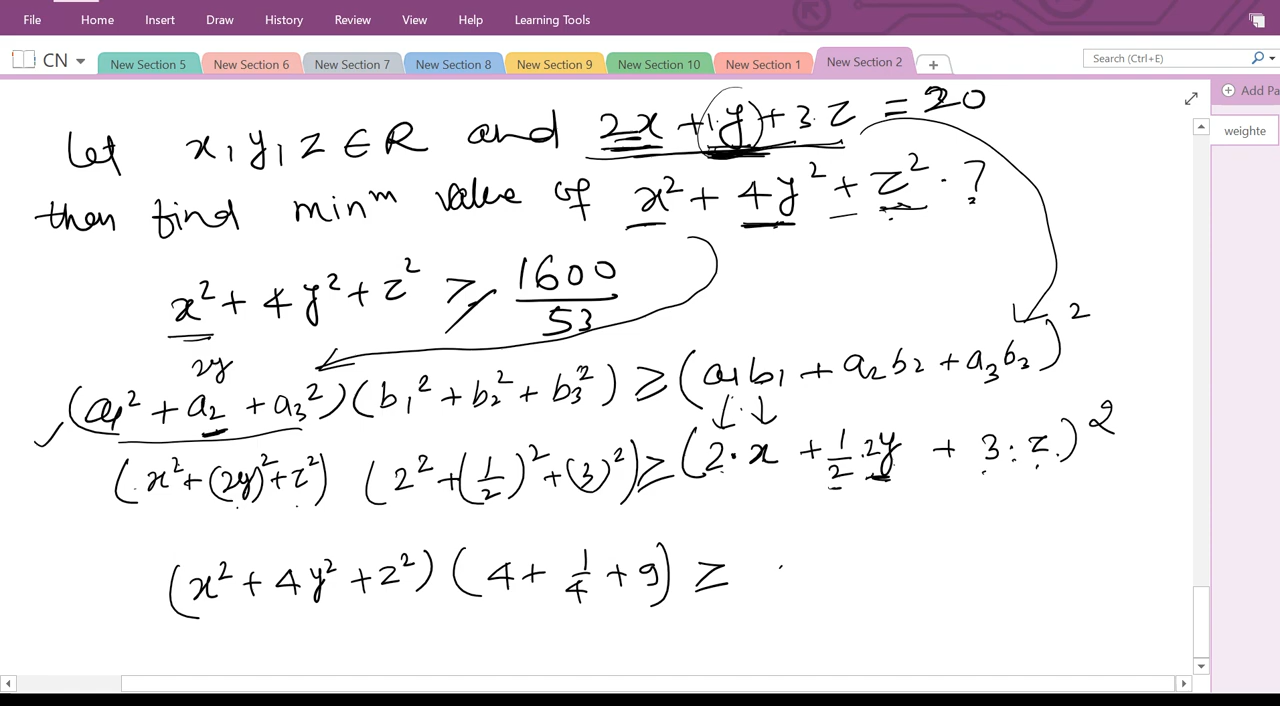 File Home Insert Draw History Review View Help Learning Tools
CN New Section 5 New Section 6 New Section 7 New Section 8 New Section 9 New Section 10 New Section 1 New Section 2 + Search (Ctrl+E)
Add Pa
weighte
Let x, y, z ∈ R and 2x + 1·y + 3·z = 20
then find min^m value of x² + 4y² + z² · ?
x² + 4y² + z² ≥ 1600/53
2y
(a₁² + a₂ + a₃²)(b₁² + b₂² + b₃²) ≥ (a₁b₁ + a₂b₂ + a₃b₃)²
(x² + (2y)² + z²) (2² + (1/2)² + (3)²) ≥ (2·x + 1/2·2y + 3·z)²
(x² + 4y² + z²) (4 + 1/4 + 9) ≥